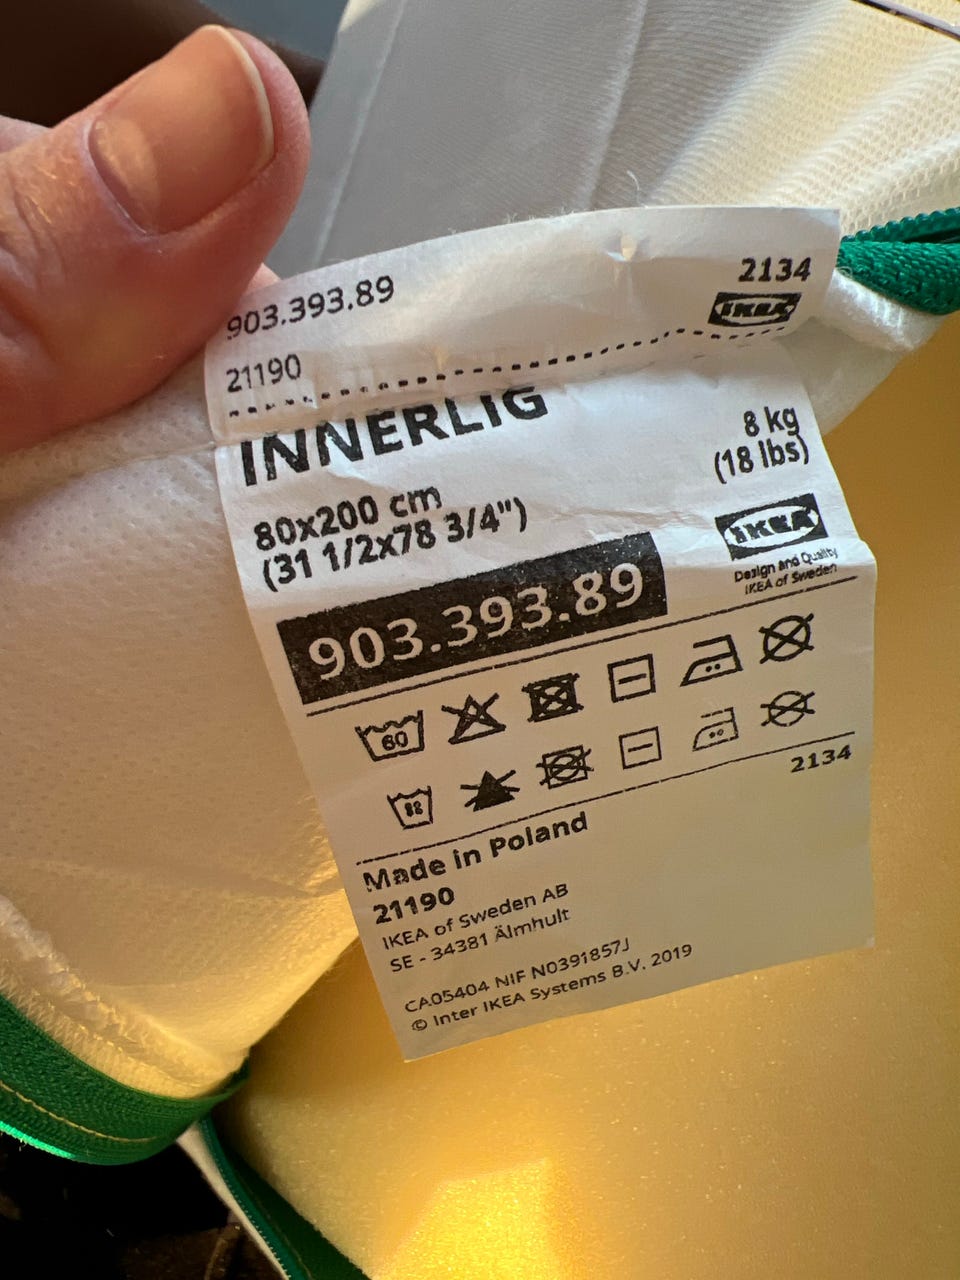 903.393.89
2134
IKEA
21190
INNERLIG
8 kg
(18 lbs)
80x200 cm
(31 1/2x78 3/4")
IKEA
Design and Quality
IKEA of Sweden
903.393.89
60
2134
Made in Poland
21190
IKEA of Sweden AB
SE - 34381 Älmhult
CA05404 NIF N0391857J
© Inter IKEA Systems B.V. 2019